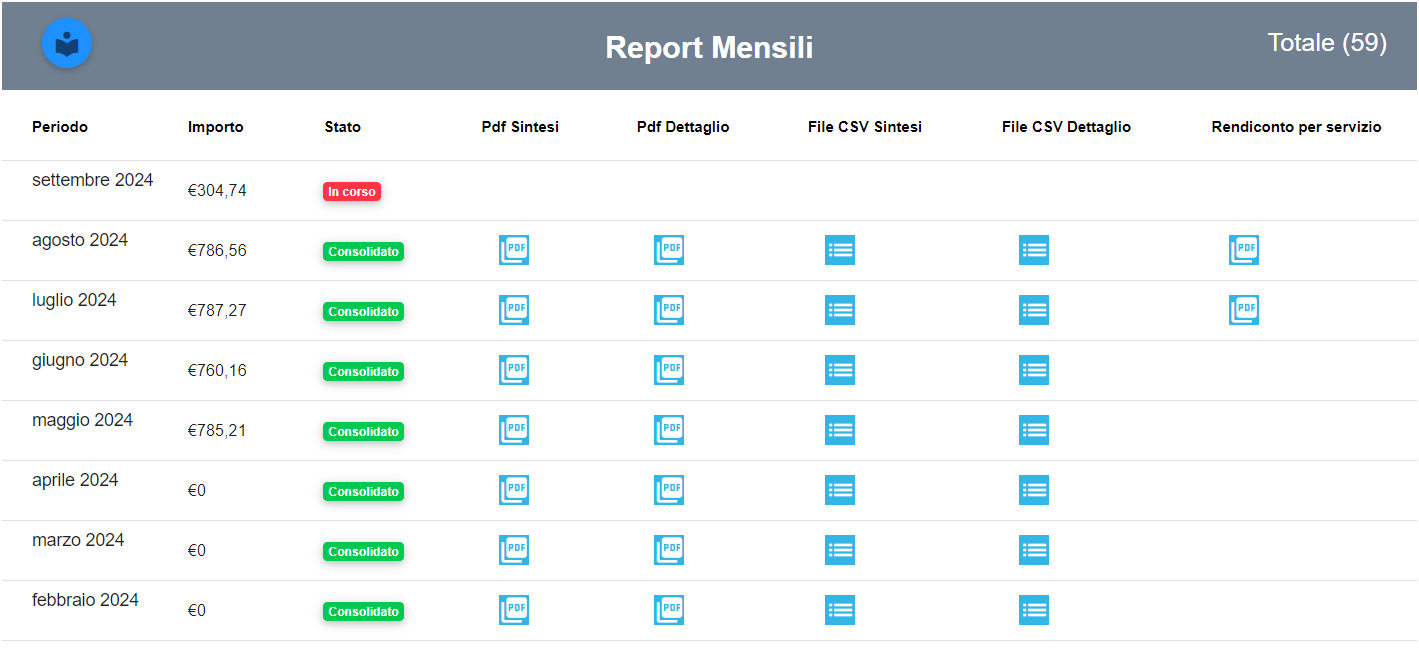 Report Mensili
Totale (59)
Periodo Importo Stato Pdf Sintesi Pdf Dettaglio File CSV Sintesi File CSV Dettaglio Rendiconto per servizio
settembre 2024 €304,74 In corso
agosto 2024 €786,56 Consolidato PDF PDF PDF
luglio 2024 €787,27 Consolidato PDF PDF PDF
giugno 2024 €760,16 Consolidato PDF PDF
maggio 2024 €785,21 Consolidato PDF PDF
aprile 2024 €0 Consolidato PDF PDF
marzo 2024 €0 Consolidato PDF PDF
febbraio 2024 €0 Consolidato PDF PDF